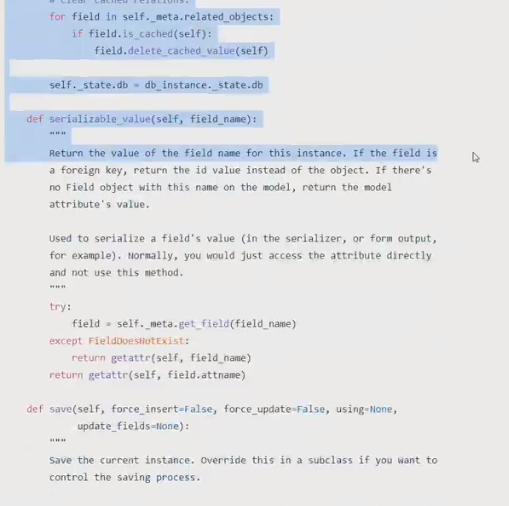 # Clear cached relations.
for field in self._meta.related_objects:
if field.is_cached(self):
field.delete_cached_value(self)
self._state.db = db_instance._state.db
def serializable_value(self, field_name):
"""
Return the value of the field name for this instance. If the field is
a foreign key, return the id value instead of the object. If there's
no Field object with this name on the model, return the model
attribute's value.
Used to serialize a field's value (in the serializer, or form output,
for example). Normally, you would just access the attribute directly
and not use this method.
"""
try:
field = self._meta.get_field(field_name)
except FieldDoesNotExist:
return getattr(self, field_name)
return getattr(self, field.attname)
def save(self, force_insert=False, force_update=False, using=None,
update_fields=None):
"""
Save the current instance. Override this in a subclass if you want to
control the saving process.